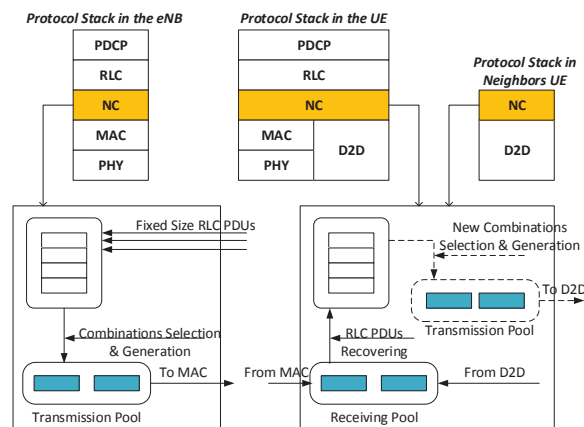 Protocol Stack in the eNB
Protocol Stack in the UE
Protocol Stack in
Neighbors UE
PDCP
RLC
NC
MAC
PHY
PDCP
RLC
NC
MAC
PHY
D2D
NC
D2D
Fixed Size RLC PDUs
Combinations Selection
& Generation
To MAC
Transmission Pool
New Combinations
Selection & Generation
To D2D
Transmission Pool
RLC PDUs
Recovering
From MAC
From D2D
Receiving Pool